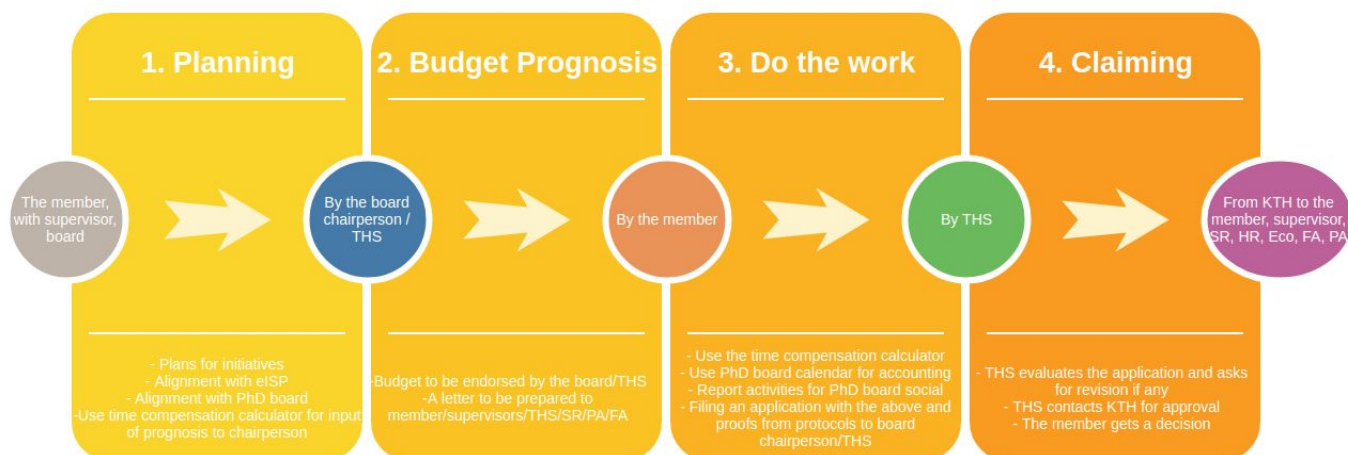 1. Planning
2. Budget Prognosis
3. Do the work
4. Claiming
The member,
with supervisor,
board
By the board
chairperson /
THS
By the member
By THS
From KTH to the
member, supervisor,
SR, HR, Eco, FA, PA
- Plans for initiatives
- Alignment with eISP
- Alignment with PhD board
-Use time compensation calculator for input
of prognosis to chairperson
-Budget to be endorsed by the board/THS
-A letter to be prepared to
member/supervisors/THS/SR/PA/FA
- Use the time compensation calculator
- Use PhD board calendar for accounting
- Report activities for PhD board social
- Filing an application with the above and
proofs from protocols to board
chairperson/THS
- THS evaluates the application and asks
for revision if any
- THS contacts KTH for approval
- The member gets a decision